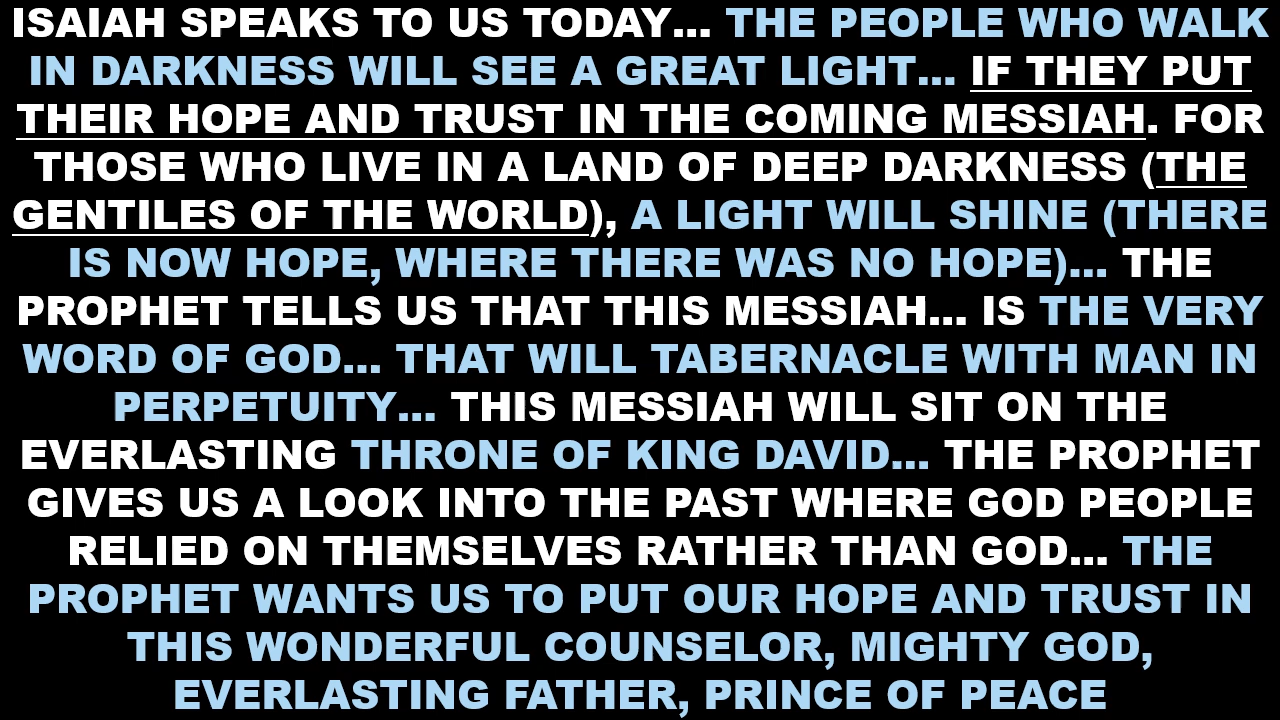 ISAIAH SPEAKS TO US TODAY... THE PEOPLE WHO WALK
IN DARKNESS WILL SEE A GREAT LIGHT... IF THEY PUT
THEIR HOPE AND TRUST IN THE COMING MESSIAH. FOR
THOSE WHO LIVE IN A LAND OF DEEP DARKNESS (THE
GENTILES OF THE WORLD), A LIGHT WILL SHINE (THERE
IS NOW HOPE, WHERE THERE WAS NO HOPE)... THE
PROPHET TELLS US THAT THIS MESSIAH... IS THE VERY
WORD OF GOD... THAT WILL TABERNACLE WITH MAN IN
PERPETUITY... THIS MESSIAH WILL SIT ON THE
EVERLASTING THRONE OF KING DAVID... THE PROPHET
GIVES US A LOOK INTO THE PAST WHERE GOD PEOPLE
RELIED ON THEMSELVES RATHER THAN GOD... THE
PROPHET WANTS US TO PUT OUR HOPE AND TRUST IN
THIS WONDERFUL COUNSELOR, MIGHTY GOD,
EVERLASTING FATHER, PRINCE OF PEACE